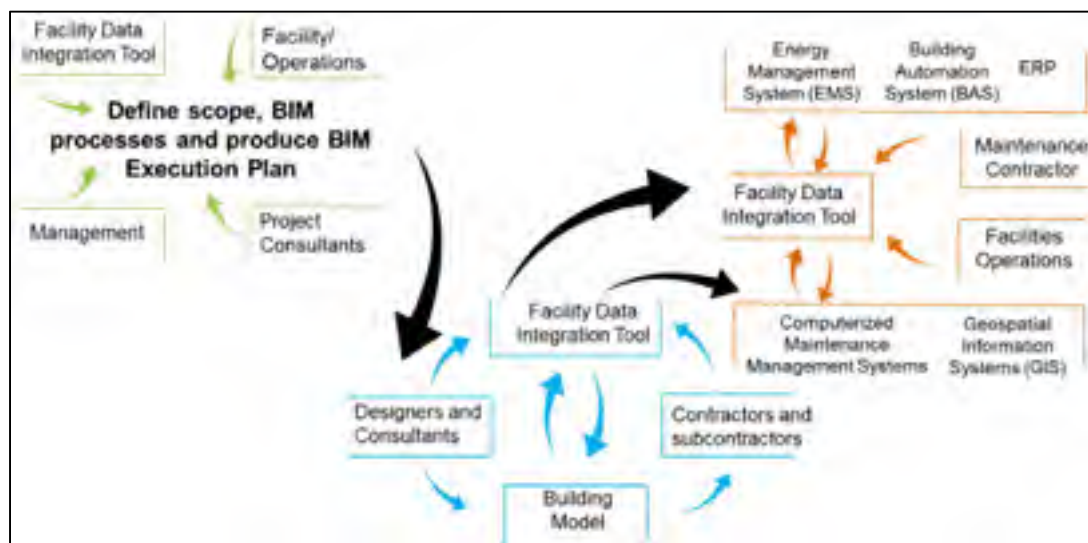 Facility Data
Integration Tool
Facility/
Operations
Define scope, BIM
processes and produce BIM
Execution Plan
Management
Project
Consultants
Energy
Management
System (EMS)
Building
Automation
System (BAS)
ERP
Maintenance
Contractor
Facility Data
Integration Tool
Facilities
Operations
Computerized
Maintenance
Management Systems
Geospatial
Information
Systems (GIS)
Facility Data
Integration Tool
Designers and
Consultants
Contractors and
subcontractors
Building
Model